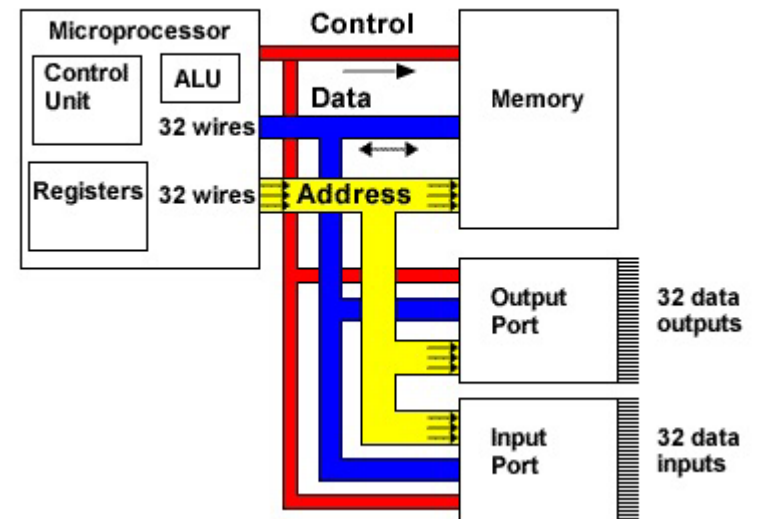 Microprocessor
Control
Unit
ALU
32 wires
Registers
32 wires
Control
Data
Address
Memory
Output
Port
32 data
outputs
Input
Port
32 data
inputs